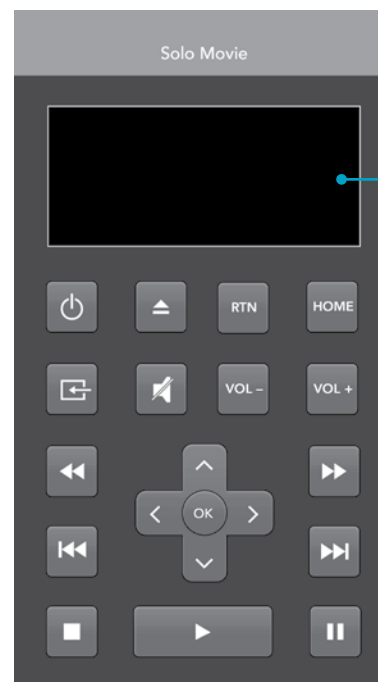 Solo Movie
RTN
HOME
VOL –
VOL +
OK